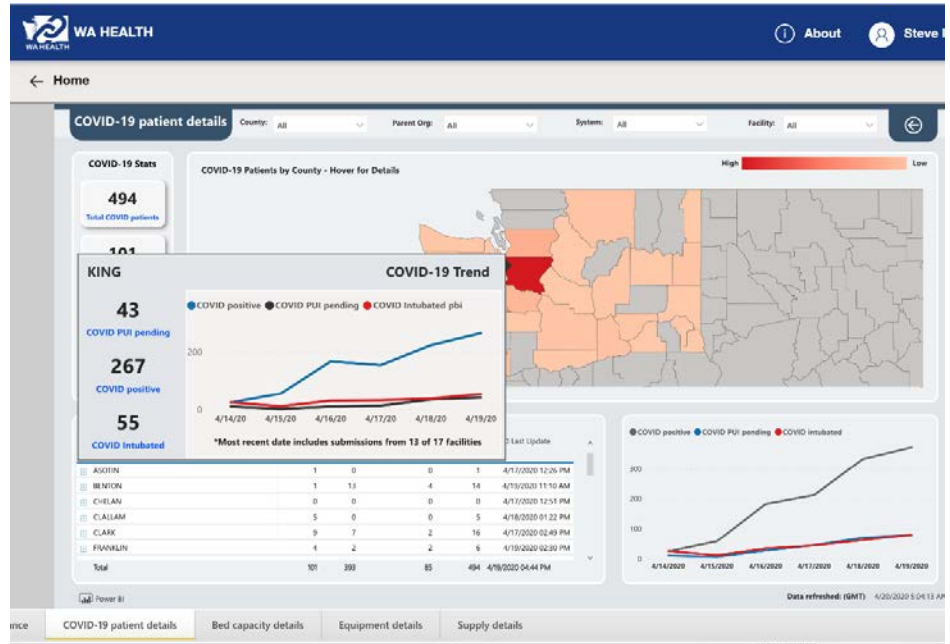 WA HEALTH
WA HEALTH
About
Steve
Home
COVID-19 patient details
County: All
Parent Org: All
System: All
Facility: All
COVID-19 Stats
494
Total COVID patients
101
COVID-19 Patients by County - Hover for Details
High
Low
KING
COVID-19 Trend
43
COVID PUI pending
267
COVID positive
55
COVID Intubated
COVID positive COVID PUI pending COVID Intubated pbi
200
0
4/14/20 4/15/20 4/16/20 4/17/20 4/18/20 4/19/20
*Most recent date includes submissions from 13 of 17 facilities
Last Update
ASOTIN 1 0 0 1 4/17/2020 12:26 PM
BENTON 1 13 4 14 4/19/2020 11:10 AM
CHELAN 0 0 0 0 4/17/2020 12:51 PM
CLALLAM 5 0 0 5 4/18/2020 01:22 PM
CLARK 9 7 2 16 4/17/2020 02:49 PM
FRANKLIN 4 2 2 6 4/19/2020 02:30 PM
Total 101 393 85 494 4/19/2020 04:44 PM
COVID positive COVID PUI pending COVID intubated
300
200
100
0
4/14/2020 4/15/2020 4/16/2020 4/17/2020 4/18/2020 4/19/2020
Power BI
Data refreshed: (GMT) 4/20/2020 5:04:13 AM
COVID-19 patient details
Bed capacity details
Equipment details
Supply details